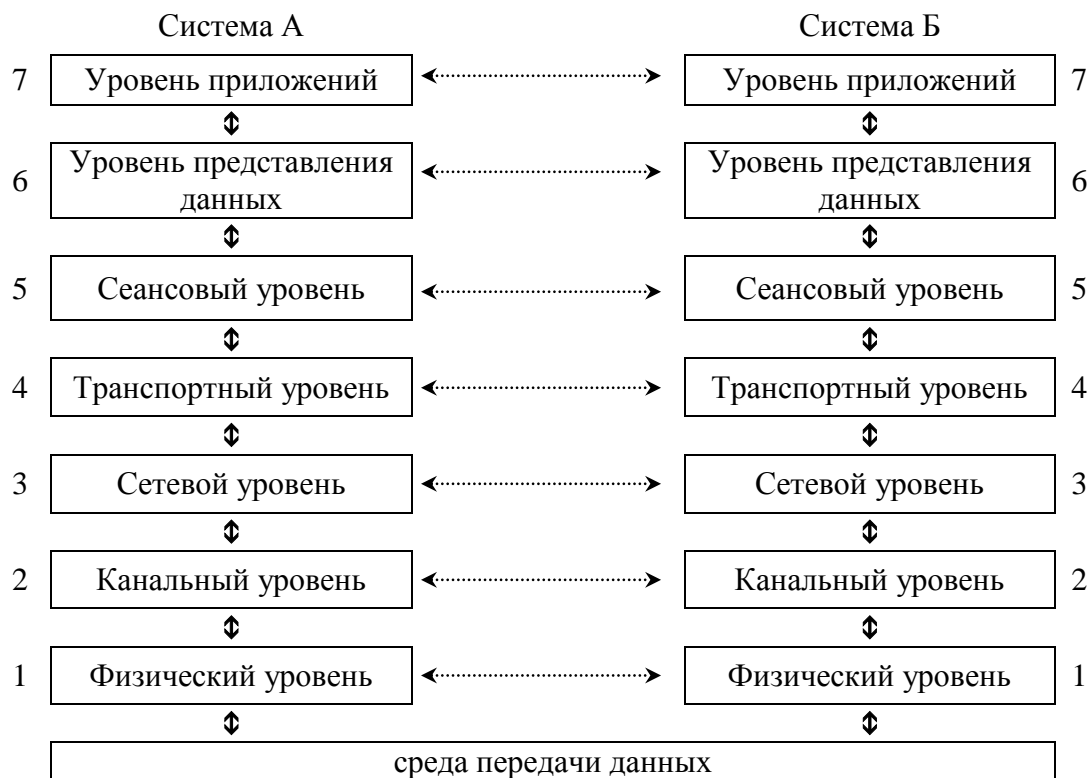 Система А Система Б
7 Уровень приложений Уровень приложений 7
6 Уровень представления данных Уровень представления данных 6
5 Сеансовый уровень Сеансовый уровень 5
4 Транспортный уровень Транспортный уровень 4
3 Сетевой уровень Сетевой уровень 3
2 Канальный уровень Канальный уровень 2
1 Физический уровень Физический уровень 1
среда передачи данных